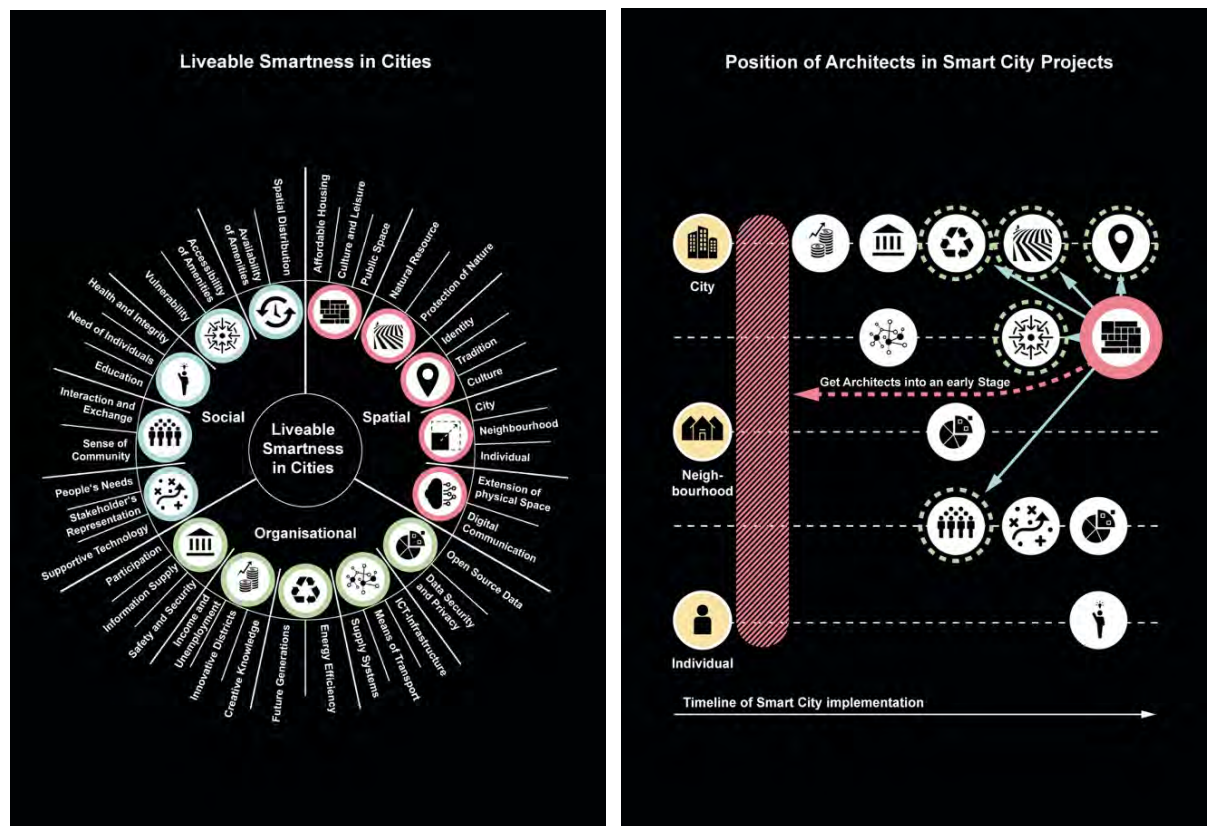 Liveable Smartness in Cities
Affordable Housing
Culture and Leisure
Public Space
Natural Resource
Protection of Nature
Identity
Tradition
Culture
City
Neighbourhood
Individual
Extension of
physical Space
Digital
Communication
Open Source Data
Data Security
and Privacy
ICT-Infrastructure
Means of Transport
Supply Systems
Energy Efficiency
Future Generations
Creative Knowledge
Innovative Districts
Income and
Unemployment
Safety and Security
Information Supply
Participation
Supportive Technology
Stakeholder's
Representation
People's Needs
Sense of
Community
Interaction and
Exchange
Education
Need of Individuals
Health and Integrity
Vulnerability
Accessibility
of Amenities
Availability
of Amenities
Spatial Distribution
Social
Spatial
Liveable
Smartness
in Cities
Organisational
Position of Architects in Smart City Projects
City
Get Architects into an early Stage
Neigh-
bourhood
Individual
Timeline of Smart City implementation